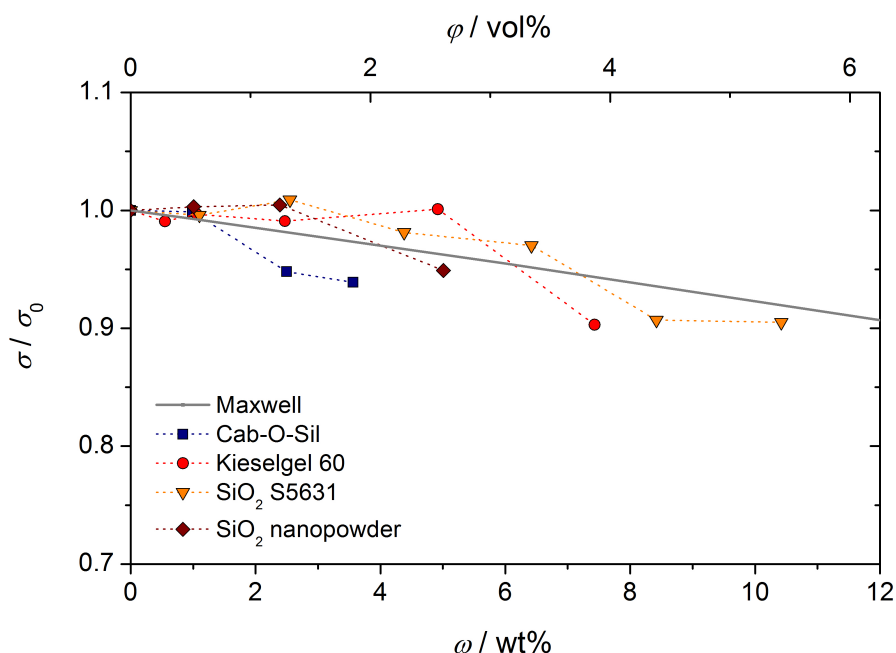 φ / vol%
0 2 4 6
1.1
1.0
0.9
0.8
0.7
σ / σ₀
Maxwell
Cab-O-Sil
Kieselgel 60
SiO₂ S5631
SiO₂ nanopowder
0 2 4 6 8 10 12
ω / wt%